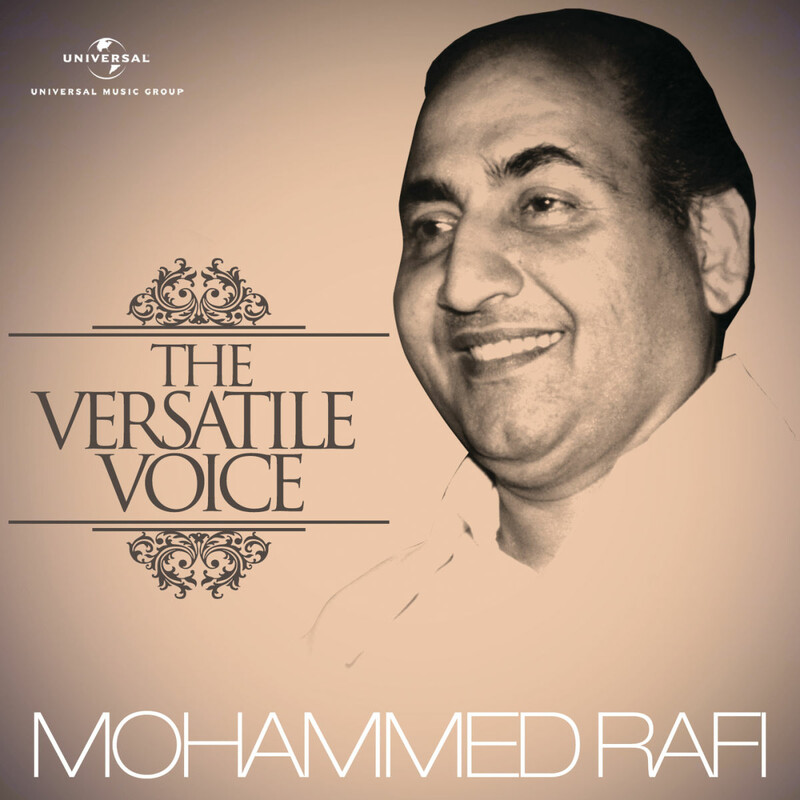 UNIVERSAL
UNIVERSAL MUSIC GROUP
THE
VERSATILE
VOICE
MOHAMMED RAFI